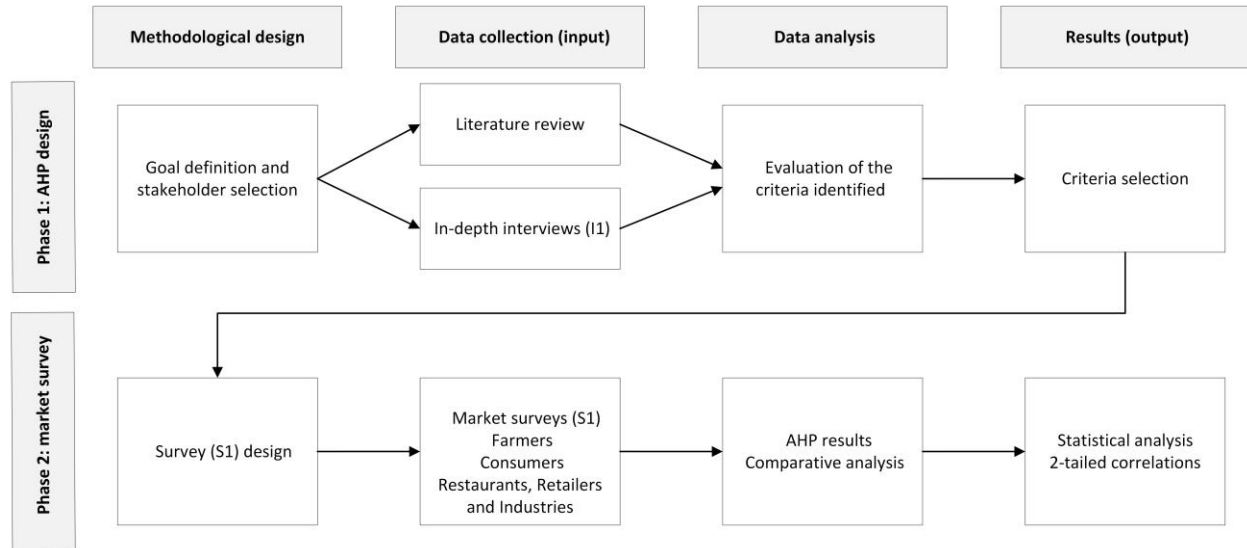 Methodological design
Data collection (input)
Data analysis
Results (output)
Phase 1: AHP design
Goal definition and
stakeholder selection
Literature review
In-depth interviews (I1)
Evaluation of the
criteria identified
Criteria selection
Phase 2: market survey
Survey (S1) design
Market surveys (S1)
Farmers
Consumers
Restaurants, Retailers
and Industries
AHP results
Comparative analysis
Statistical analysis
2-tailed correlations